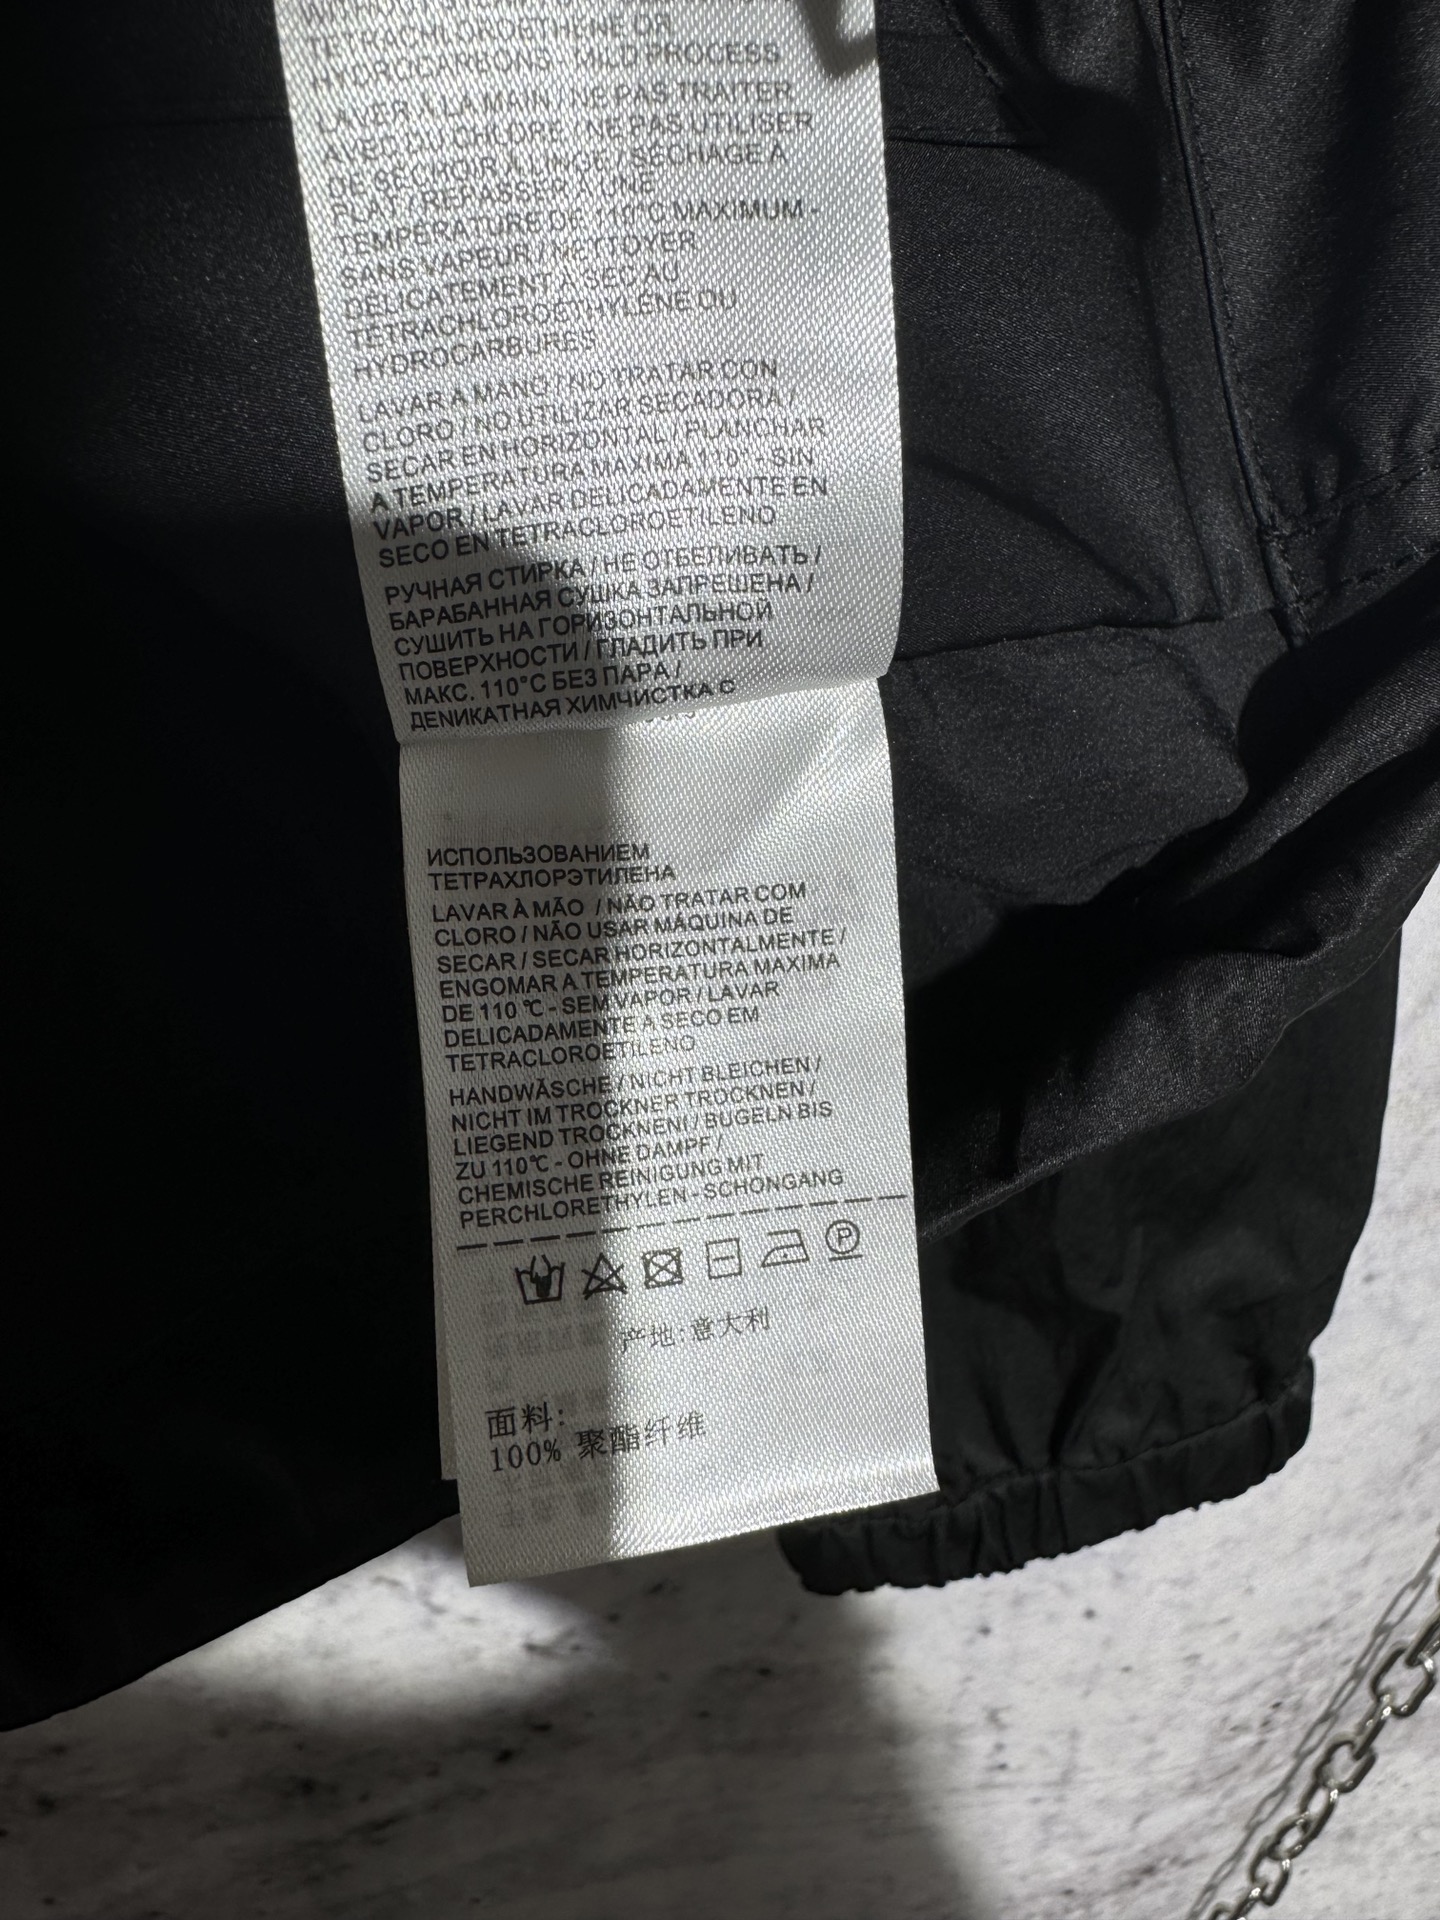 TETRACHLOROETHENE OR
HYDROCARBONS / MILD PROCESS
LAVER À LA MAIN / NE PAS TRAITER
AVEC DU CHLORE / NE PAS UTILISER
DE SÉCHOIR À LINGE / SÉCHAGE A
PLAT / REPASSER À UNE
TEMPÉRATURE DE 110°C MAXIMUM -
SANS VAPEUR / NETTOYER
DÉLICATEMENT À SEC AU
TÉTRACHLOROÉTHYLÈNE OU
HYDROCARBURES
LAVAR A MANO / NO TRATAR CON
CLORO / NO UTILIZAR SECADORA /
SECAR EN HORIZONTAL / PLANCHAR
A TEMPERATURA MAXIMA 110° - SIN
VAPOR / LAVAR DELICADAMENTE EN
SECO EN TETRACLOROETILENO
РУЧНАЯ СТИРКА / НЕ ОТБЕЛИВАТЬ /
БАРАБАННАЯ СУШКА ЗАПРЕШЕНА /
СУШИТЬ НА ГОРИЗОНТАЛЬНОЙ
ПОВЕРХНОСТИ / ГЛАДИТЬ ПРИ
МАКС. 110°C БЕЗ ПАРА /
ДЕNИКАТНАЯ ХИМЧИСТКА С
ИСПОЛЬЗОВАНИЕМ
ТЕТРАХЛОРЭТИЛЕНА
LAVAR À MÃO / NÃO TRATAR COM
CLORO / NÃO USAR MÁQUINA DE
SECAR / SECAR HORIZONTALMENTE /
ENGOMAR A TEMPERATURA MAXIMA
DE 110 ℃ - SEM VAPOR / LAVAR
DELICADAMENTE A SECO EM
TETRACLOROETILENO
HANDWÄSCHE / NICHT BLEICHEN /
NICHT IM TROCKNER TROCKNEN /
LIEGEND TROCKNENI / BUGELN BIS
ZU 110℃ - OHNE DAMPF /
CHEMISCHE REINIGUNG MIT
PERCHLORETHYLEN - SCHONGANG
P
产地:意大利
面料:
100% 聚酯纤维